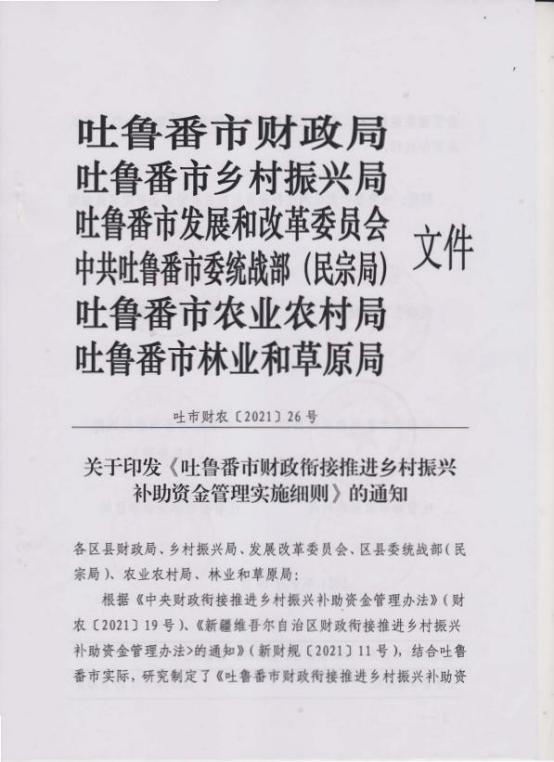 吐鲁番市财政局
吐鲁番市乡村振兴局
吐鲁番市发展和改革委员会
中共吐鲁番市委统战部（民宗局）
吐鲁番市农业农村局
吐鲁番市林业和草原局
文件
吐市财农〔2021〕26号
关于印发《吐鲁番市财政衔接推进乡村振兴
补助资金管理实施细则》的通知
各区县财政局、乡村振兴局、发展改革委员会、区县委统战部（民
宗局）、农业农村局、林业和草原局：
根据《中央财政衔接推进乡村振兴补助资金管理办法》（财
农〔2021〕19号）、《新疆维吾尔自治区财政衔接推进乡村振兴
补助资金管理办法>的通知》（新财规〔2021〕11号），结合吐鲁
番市实际，研究制定了《吐鲁番市财政衔接推进乡村振兴补助资